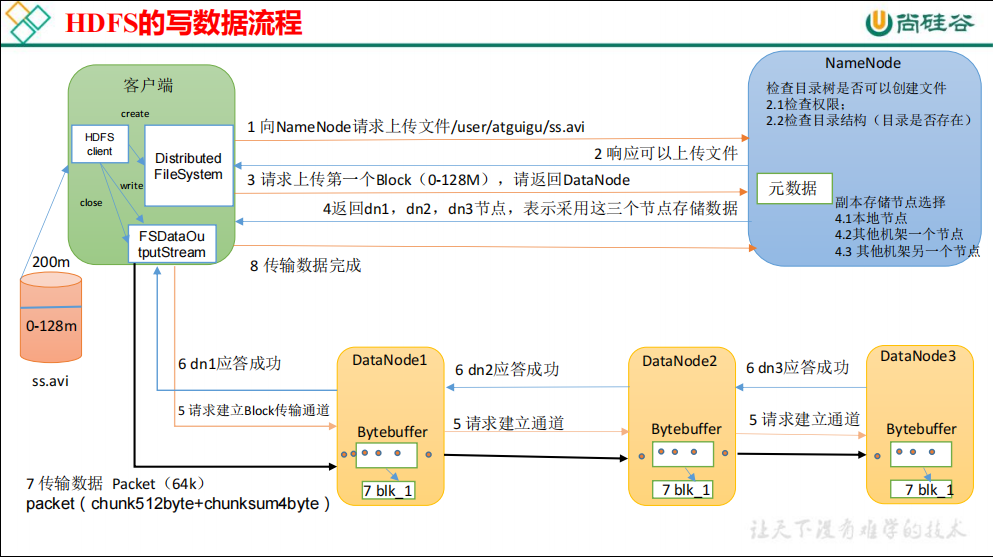 HDFS的写数据流程
尚硅谷
客户端
create
HDFS
client
Distributed
FileSystem
write
close
FSDataOu
tputStream
1 向NameNode请求上传文件/user/atguigu/ss.avi
2 响应可以上传文件
3 请求上传第一个Block（0-128M），请返回DataNode
4返回dn1，dn2，dn3节点，表示采用这三个节点存储数据
8 传输数据完成
NameNode
检查目录树是否可以创建文件
2.1检查权限；
2.2检查目录结构（目录是否存在）
元数据
副本存储节点选择
4.1本地节点
4.2其他机架一个节点
4.3 其他机架另一个节点
200m
0-128m
ss.avi
6 dn1应答成功
5 请求建立Block传输通道
DataNode1
Bytebuffer
7 blk_1
6 dn2应答成功
5 请求建立通道
DataNode2
Bytebuffer
7 blk_1
6 dn3应答成功
5 请求建立通道
DataNode3
Bytebuffer
7 blk_1
7 传输数据 Packet（64k）
packet（chunk512byte+chunksum4byte）
让天下没有难学的技术